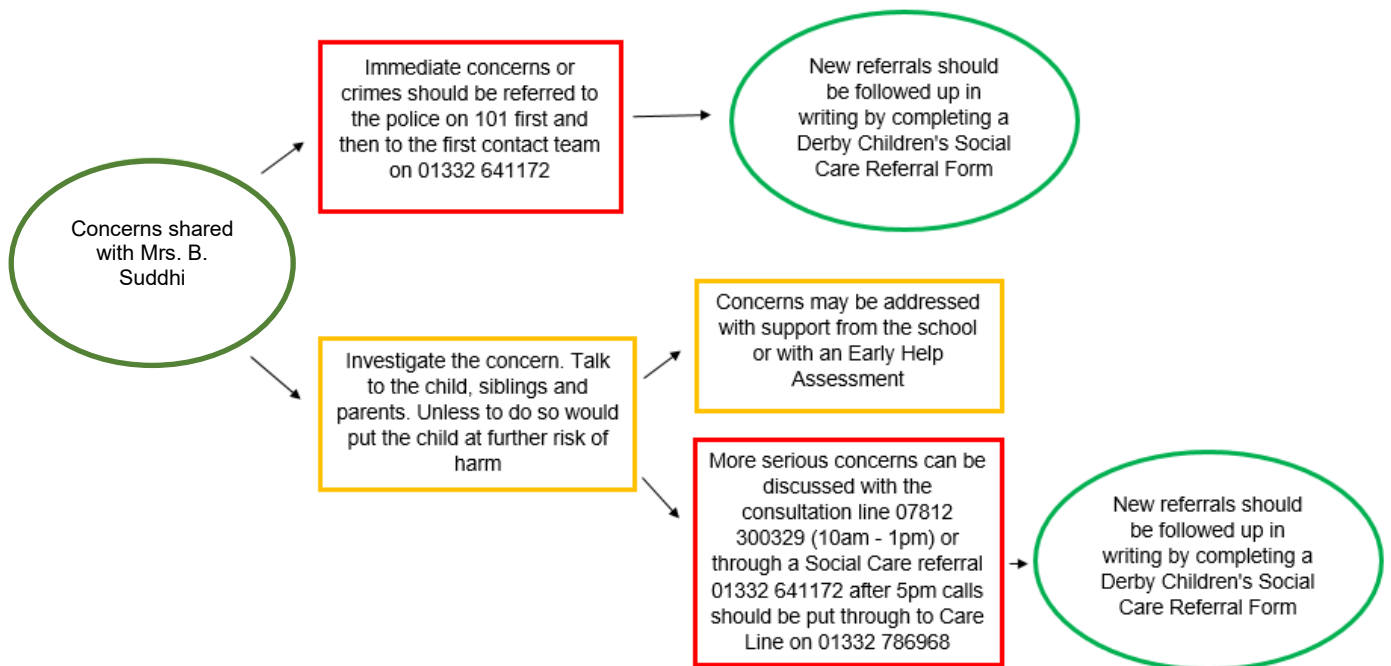 Concerns shared
with Mrs. B.
Suddhi
Immediate concerns or
crimes should be referred to
the police on 101 first and
then to the first contact team
on 01332 641172
New referrals should
be followed up in
writing by completing a
Derby Children's Social
Care Referral Form
Investigate the concern. Talk
to the child, siblings and
parents. Unless to do so would
put the child at further risk of
harm
Concerns may be addressed
with support from the school
or with an Early Help
Assessment
More serious concerns can be
discussed with the
consultation line 07812
300329 (10am - 1pm) or
through a Social Care referral
01332 641172 after 5pm calls
should be put through to Care
Line on 01332 786968
New referrals should
be followed up in
writing by completing a
Derby Children's Social
Care Referral Form